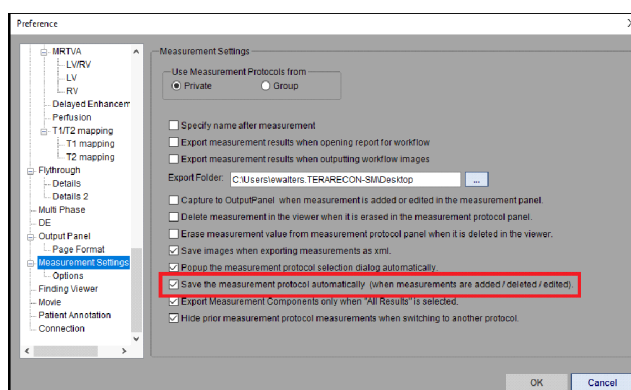 Preference
MRTVA
LV/RV
LV
RV
Delayed Enhancem
Perfusion
T1/T2 mapping
T1 mapping
T2 mapping
Flythrough
Details
Details 2
Multi Phase
DE
Output Panel
Page Format
Measurement Settings
Options
Finding Viewer
Movie
Patient Annotation
Connection
Measurement Settings
Use Measurement Protocols from
Private
Group
Specify name after measurement
Export measurement results when opening report for workflow
Export measurement results when outputting workflow images
Export Folder: C:\Users\ewalters.TERARECON-SM\Desktop ...
Capture to OutputPanel when measurement is added or edited in the measurement panel.
Delete measurement in the viewer when it is erased in the measurement protocol panel.
Erase measurement value from measurement protocol panel when it is deleted in the viewer.
Save images when exporting measurements as xml.
Popup the measurement protocol selection dialog automatically.
Save the measurement protocol automatically (when measurements are added / deleted / edited).
Export Measurement Components only when "All Results" is selected.
Hide prior measurement protocol measurements when switching to another protocol.
OK
Cancel